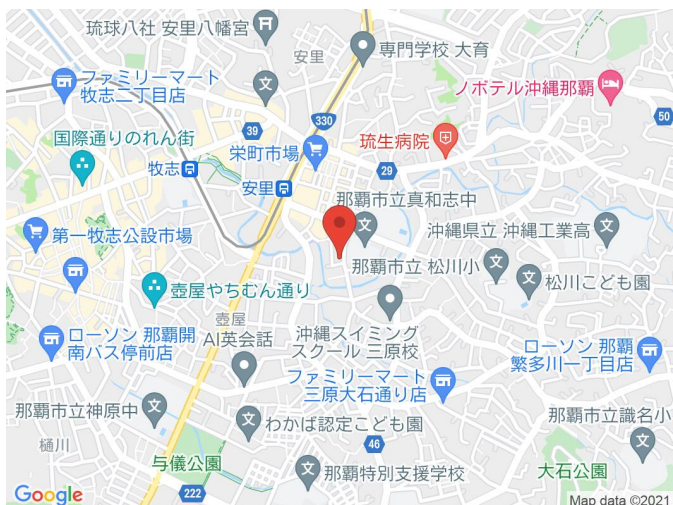 琉球八社 安里八幡宮
安里
専門学校 大育
ファミリーマート
牧志二丁目店
ノボテル沖縄那覇
330
39
50
国際通りのれん街
栄町市場
琉生病院
牧志
29
安里
那覇市立真和志中
第一牧志公設市場
沖縄県立 沖縄工業高
那覇市立 松川小
松川こども園
壺屋やちむん通り
壺屋
沖縄スイミング
スクール 三原校
ローソン 那覇開
南バス停前店
AI英会話
ローソン 那覇
繁多川一丁目店
ファミリーマート
三原大石通り店
那覇市立神原中
わかば認定こども園
那覇市立識名小
樋川
46
与儀公園
那覇特別支援学校
大石公園
222
Google
Map data ©2021